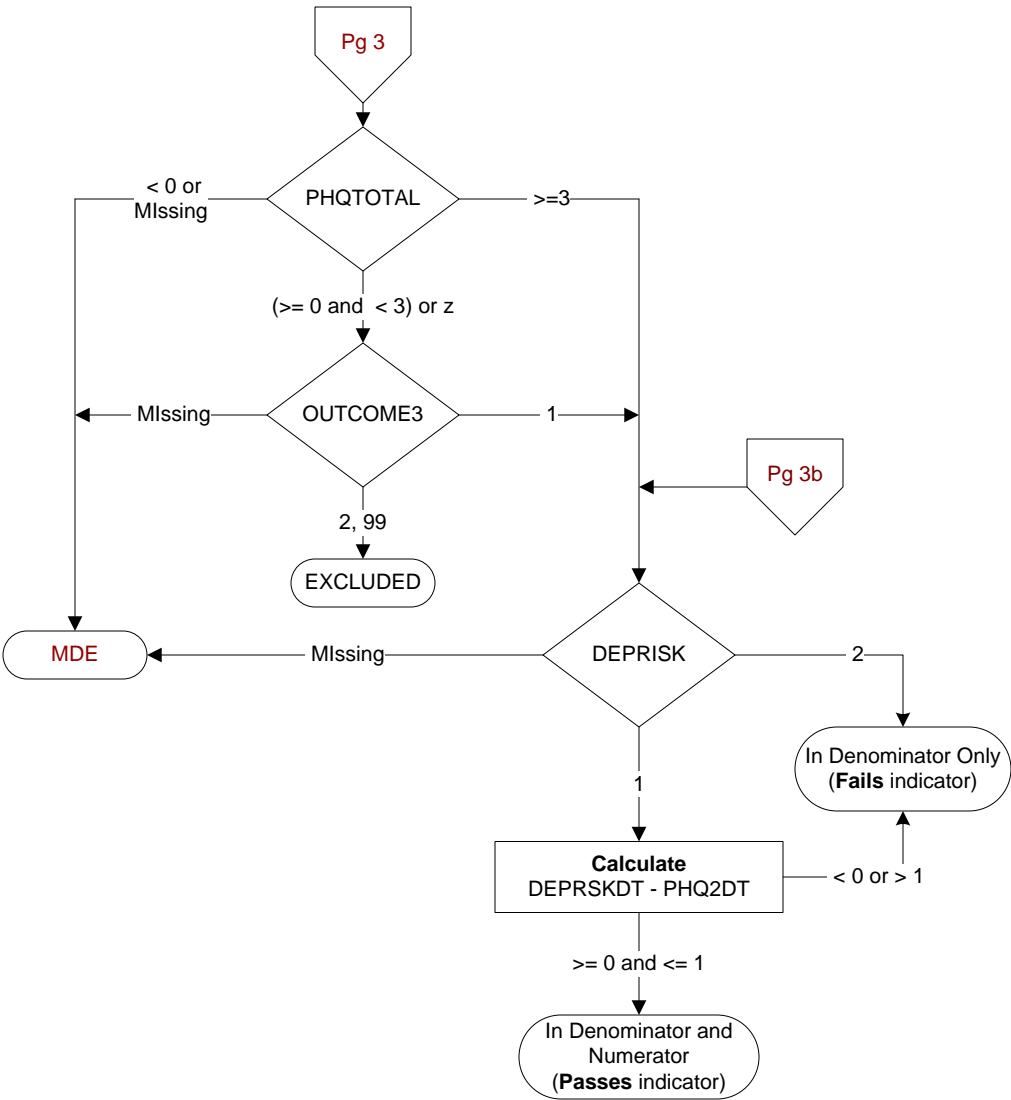 Pg 3
PHQTOTAL
< 0 or
MIssing
>=3
(>= 0 and < 3) or z
OUTCOME3
MIssing
1
Pg 3b
2, 99
EXCLUDED
MDE
MIssing
DEPRISK
2
In Denominator Only
(Fails indicator)
1
Calculate
DEPRSKDT - PHQ2DT
< 0 or > 1
>= 0 and <= 1
In Denominator and
Numerator
(Passes indicator)